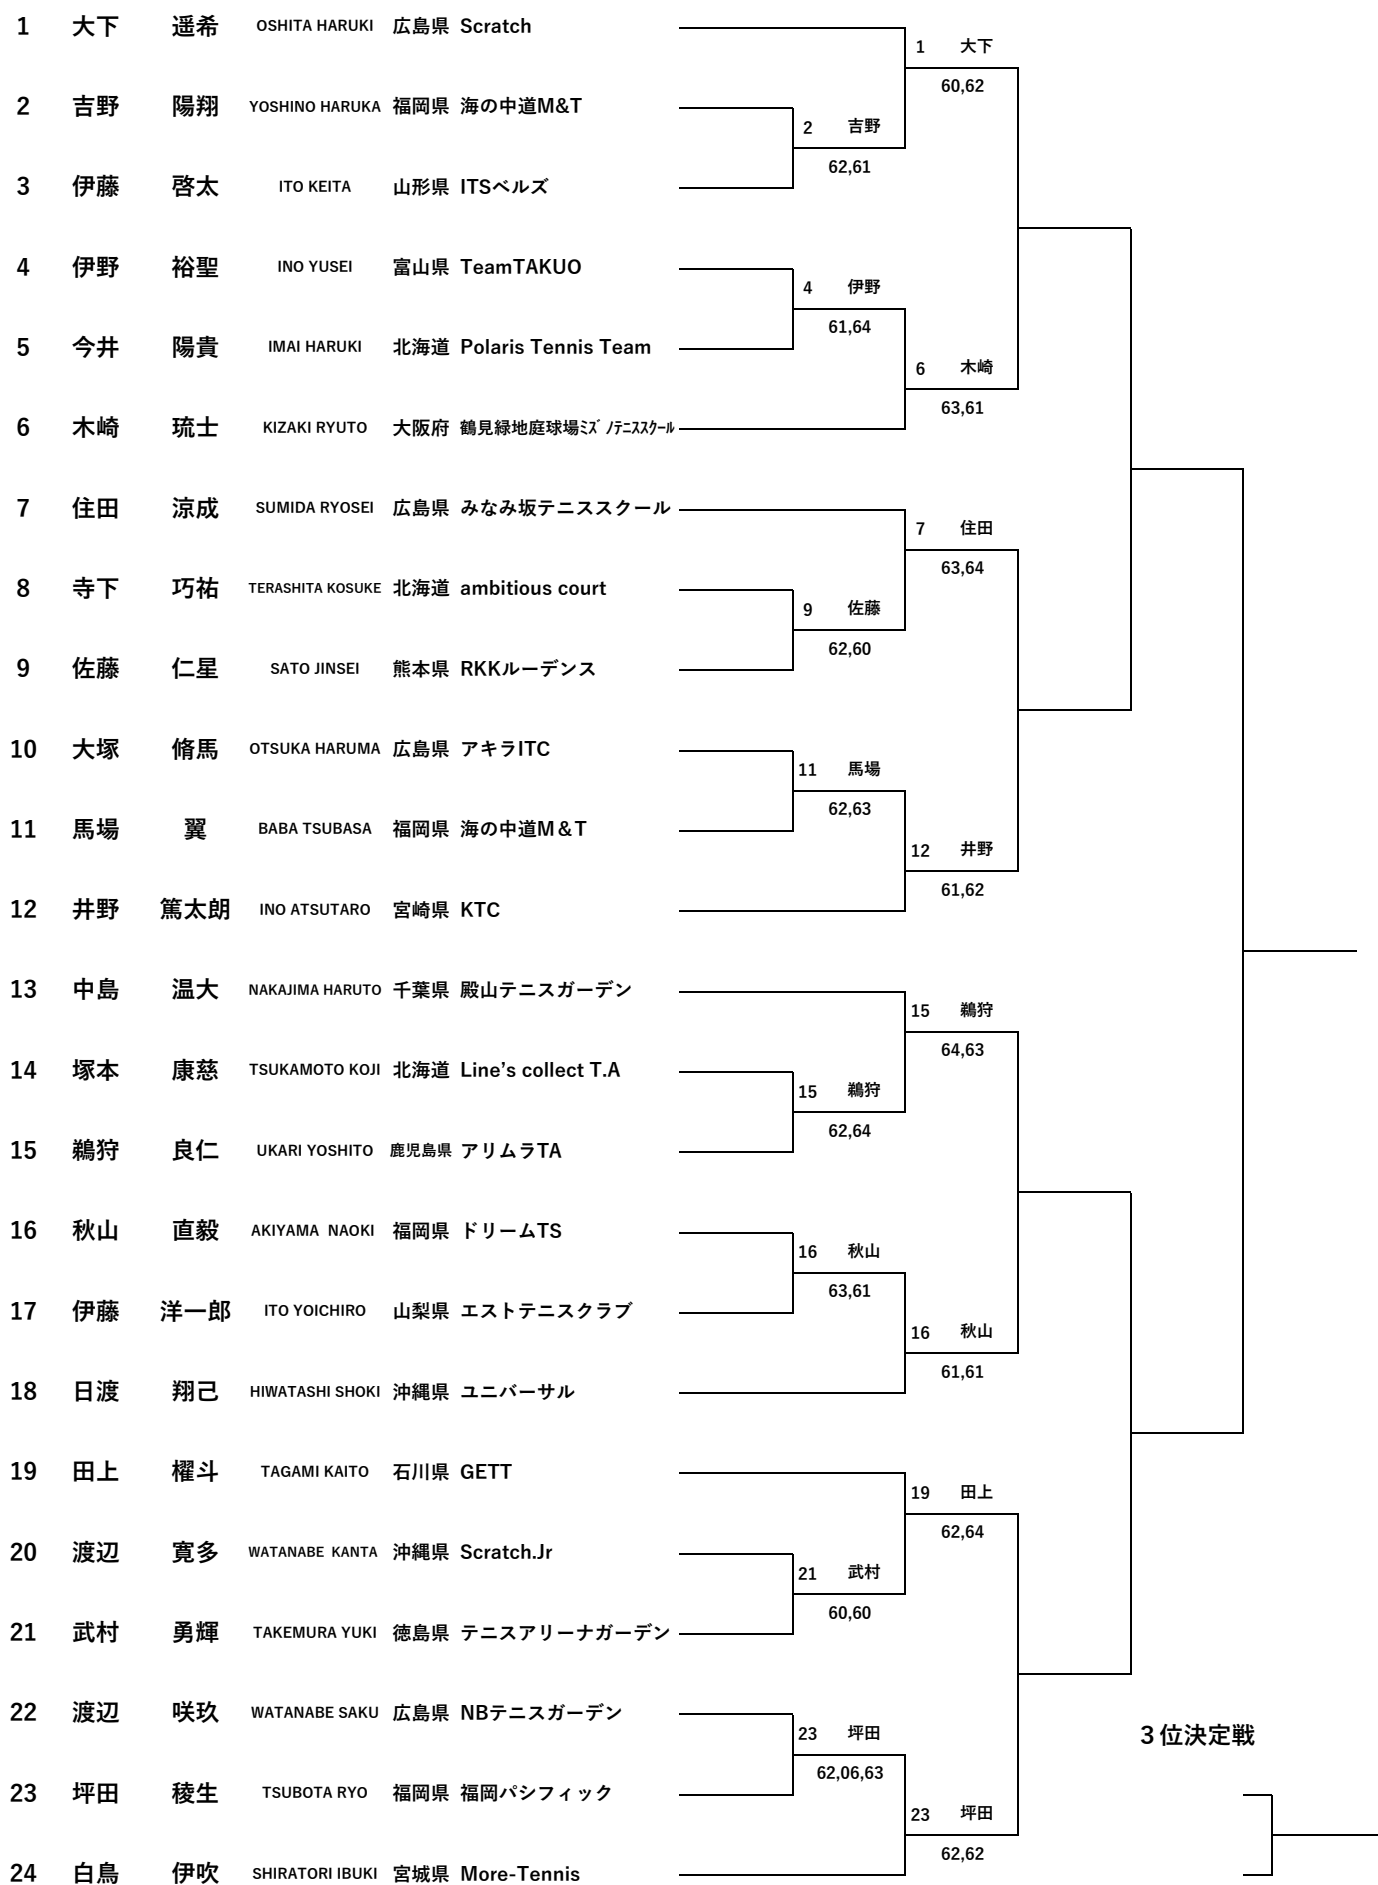 1 大下 遥希 OSHITA HARUKI 広島県 Scratch
1 大下
60,62
2 吉野 陽翔 YOSHINO HARUKA 福岡県 海の中道M&T
2 吉野
62,61
3 伊藤 啓太 ITO KEITA 山形県 ITSベルズ
4 伊野 裕聖 INO YUSEI 富山県 TeamTAKUO
4 伊野
61,64
5 今井 陽貴 IMAI HARUKI 北海道 Polaris Tennis Team
6 木崎
63,61
6 木崎 琉士 KIZAKI RYUTO 大阪府 鶴見緑地庭球場ﾐｽﾞﾉﾃﾆｽｽｸｰﾙ
7 住田 涼成 SUMIDA RYOSEI 広島県 みなみ坂テニススクール
7 住田
63,64
8 寺下 巧祐 TERASHITA KOSUKE 北海道 ambitious court
9 佐藤
62,60
9 佐藤 仁星 SATO JINSEI 熊本県 RKKルーデンス
10 大塚 脩馬 OTSUKA HARUMA 広島県 アキラITC
11 馬場
62,63
11 馬場 翼 BABA TSUBASA 福岡県 海の中道M＆T
12 井野
61,62
12 井野 篤太朗 INO ATSUTARO 宮崎県 KTC
13 中島 温大 NAKAJIMA HARUTO 千葉県 殿山テニスガーデン
15 鵜狩
64,63
14 塚本 康慈 TSUKAMOTO KOJI 北海道 Line’s collect T.A
15 鵜狩
62,64
15 鵜狩 良仁 UKARI YOSHITO 鹿児島県 アリムラTA
16 秋山 直毅 AKIYAMA NAOKI 福岡県 ドリームTS
16 秋山
63,61
17 伊藤 洋一郎 ITO YOICHIRO 山梨県 エストテニスクラブ
16 秋山
61,61
18 日渡 翔己 HIWATASHI SHOKI 沖縄県 ユニバーサル
19 田上 櫂斗 TAGAMI KAITO 石川県 GETT
19 田上
62,64
20 渡辺 寛多 WATANABE KANTA 沖縄県 Scratch.Jr
21 武村
60,60
21 武村 勇輝 TAKEMURA YUKI 徳島県 テニスアリーナガーデン
22 渡辺 咲玖 WATANABE SAKU 広島県 NBテニスガーデン
23 坪田
62,06,63
３位決定戦
23 坪田 稜生 TSUBOTA RYO 福岡県 福岡パシフィック
23 坪田
62,62
24 白鳥 伊吹 SHIRATORI IBUKI 宮城県 More-Tennis